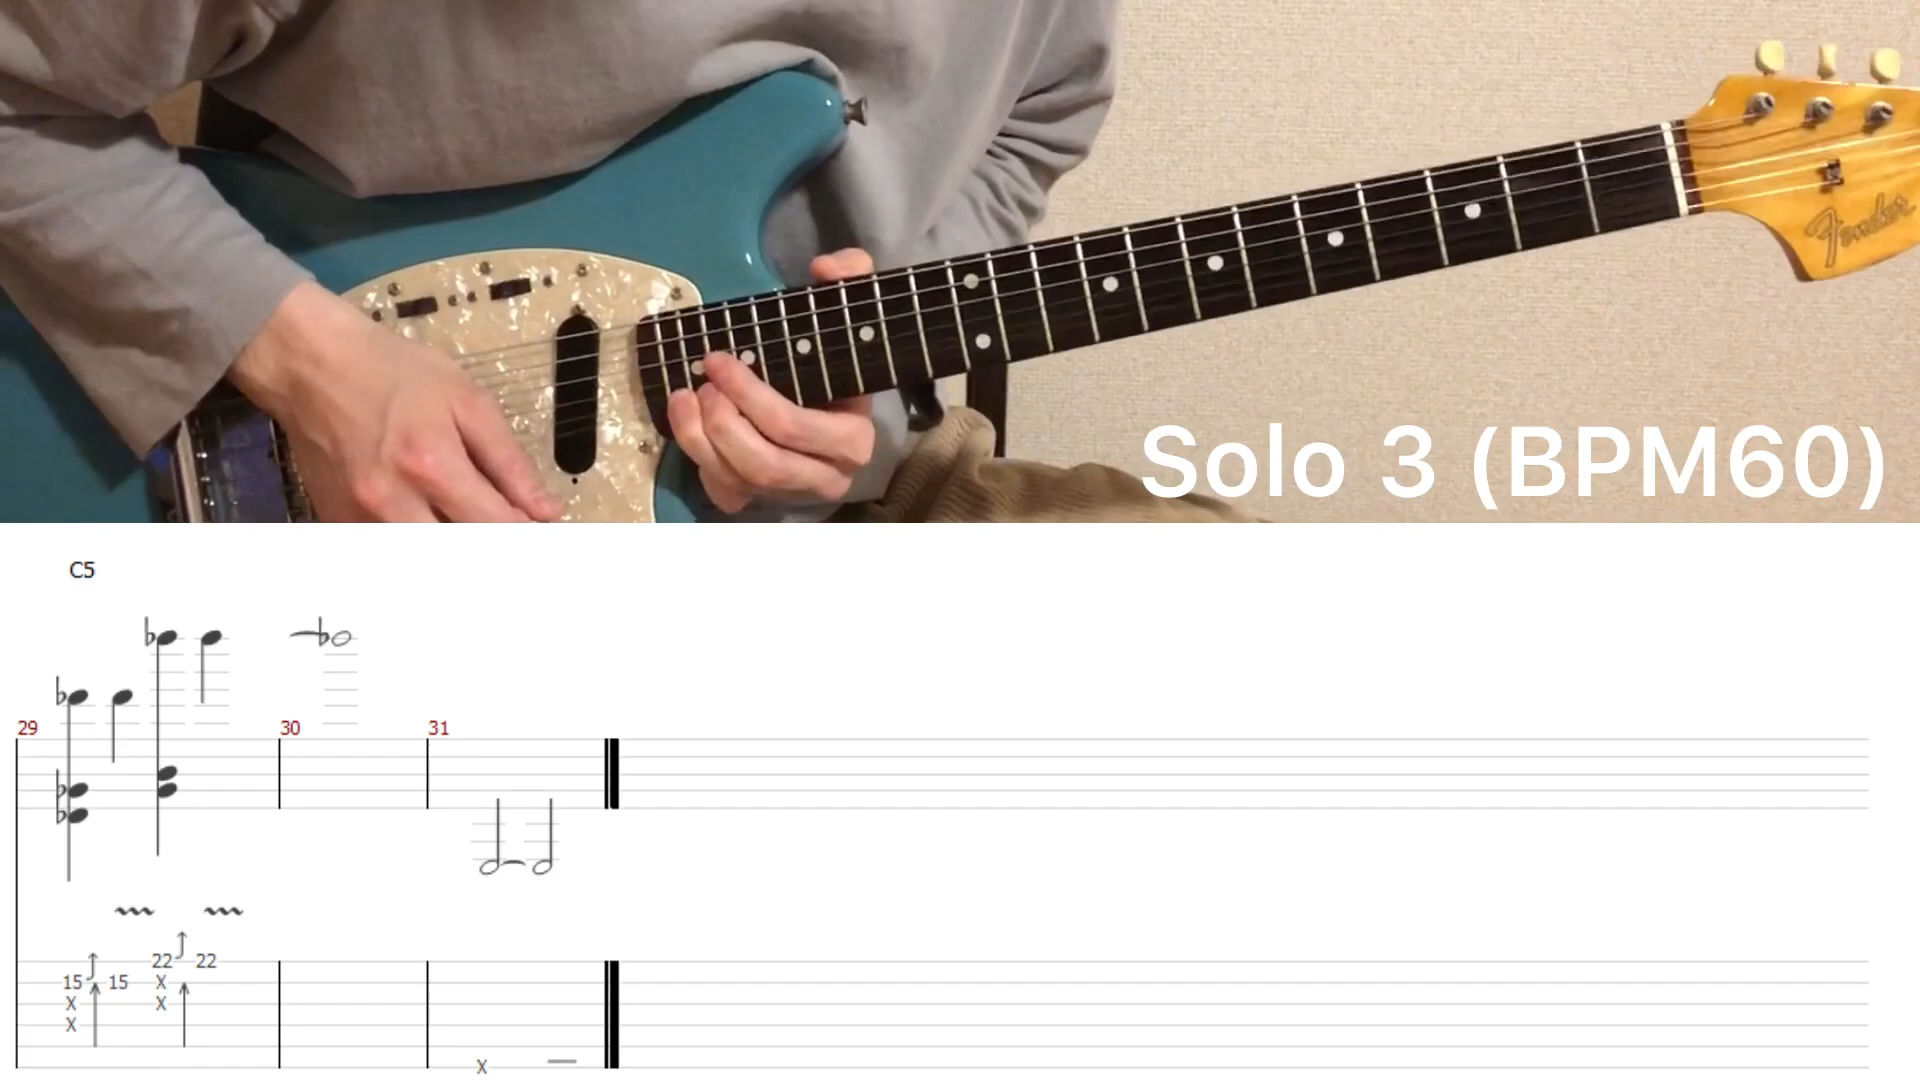 Fender
Solo 3 (BPM60)
C5
29 30 31
22 22
15 15 X
X X
X
X